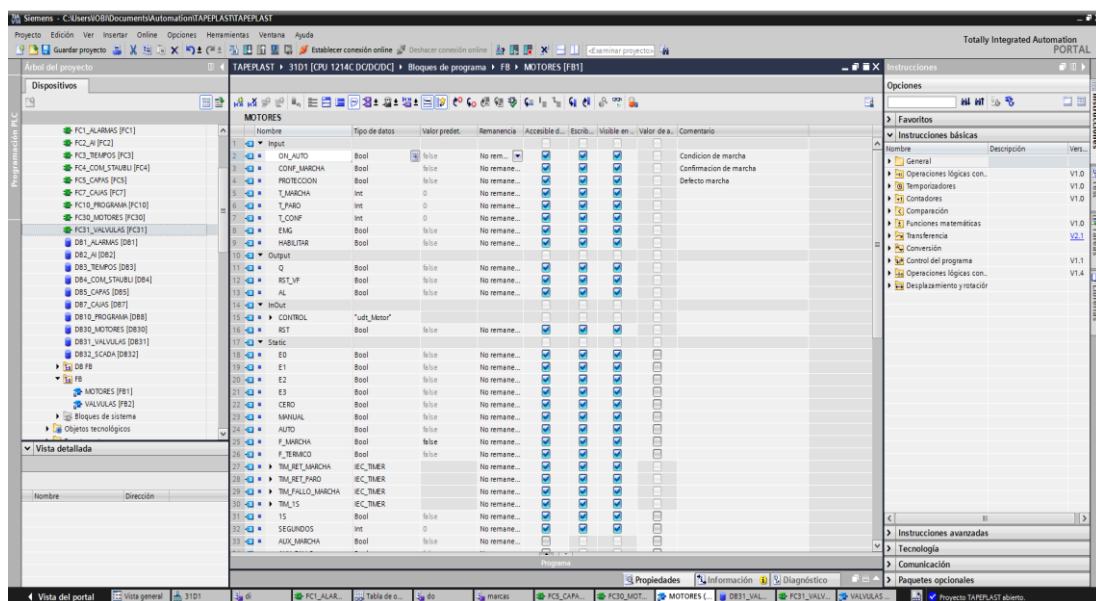 Siemens - C:\Users\IOBI\Documents\Automation\TAPEPLAST\TAPEPLAST
Proyecto Edición Ver Insertar Online Opciones Herramientas Ventana Ayuda
Guardar proyecto Establecer conexión online Deshacer conexión online <Examinar proyecto>
Totally Integrated Automation
PORTAL
Árbol del proyecto
TAPEPLAST 31D1 [CPU 1214C DC/DC/DC] Bloques de programa FB MOTORES [FB1]
Instrucciones
Dispositivos
Opciones
Programación PLC
FC1_ALARMAS [FC1]
FC2_AI [FC2]
FC3_TIEMPOS [FC3]
FC4_COM_STAUBLI [FC4]
FC5_CAPAS [FC5]
FC7_CAJAS [FC7]
FC10_PROGRAMA [FC10]
FC30_MOTORES [FC30]
FC31_VALVULAS [FC31]
DB1_ALARMAS [DB1]
DB2_AI [DB2]
DB3_TIEMPOS [DB3]
DB4_COM_STAUBLI [DB4]
DB5_CAPAS [DB5]
DB7_CAJAS [DB7]
DB10_PROGRAMA [DB8]
DB30_MOTORES [DB30]
DB31_VALVULAS [DB31]
DB32_SCADA [DB32]
DB FB
FB
MOTORES [FB1]
VALVULAS [FB2]
Bloques de sistema
Objetos tecnológicos
Vista detallada
Nombre Dirección
MOTORES
Nombre Tipo de datos Valor predet. Remanencia Accesible d... Escrib... Visible en .. Valor de a.. Comentario
1 Input
2 ON_AUTO Bool false No rem... Condicion de marcha
3 CONF_MARCHA Bool false No remane... Confirmacion de marcha
4 PROTECCION Bool false No remane... Defecto marcha
5 T_MARCHA Int 0 No remane...
6 T_PARO Int 0 No remane...
7 T_CONF Int 0 No remane...
8 EMG Bool false No remane...
9 HABILITAR Bool false No remane...
10 Output
11 Q Bool false No remane...
12 RST_VF Bool false No remane...
13 AL Bool false No remane...
14 InOut
15 CONTROL "udt_Motor"
16 RST Bool false No remane...
17 Static
18 E0 Bool false No remane...
19 E1 Bool false No remane...
20 E2 Bool false No remane...
21 E3 Bool false No remane...
22 CERO Bool false No remane...
23 MANUAL Bool false No remane...
24 AUTO Bool false No remane...
25 F_MARCHA Bool false No remane...
26 F_TERMICO Bool false No remane...
27 TIM_RET_MARCHA IEC_TIMER No remane...
28 TIM_RET_PARO IEC_TIMER No remane...
29 TIM_FALLO_MARCHA IEC_TIMER No remane...
30 TIM_1S IEC_TIMER No remane...
31 1S Bool false No remane...
32 SEGUNDOS Int 0 No remane...
33 AUX_MARCHA Bool false No remane...
Programa
Propiedades Información Diagnóstico
Favoritos
Instrucciones básicas
Nombre Descripción Vers...
General
Operaciones lógicas con.. V1.0
Temporizadores V1.0
Contadores V1.0
Comparación
Funciones matemáticas V1.0
Transferencia V2.1
Conversión
Control del programa V1.1
Operaciones lógicas con.. V1.4
Desplazamiento y rotación
Instrucciones avanzadas
Tecnología
Comunicación
Paquetes opcionales
Instrucciones
Vista del portal Vista general 31D1 di FC1_ALAR... Tabla de o... do marcas FC5_CAPA... FC30_MOT... MOTORES (... DB31_VAL... FC31_VALV... VALVULAS ... Proyecto TAPEPLAST abierto.